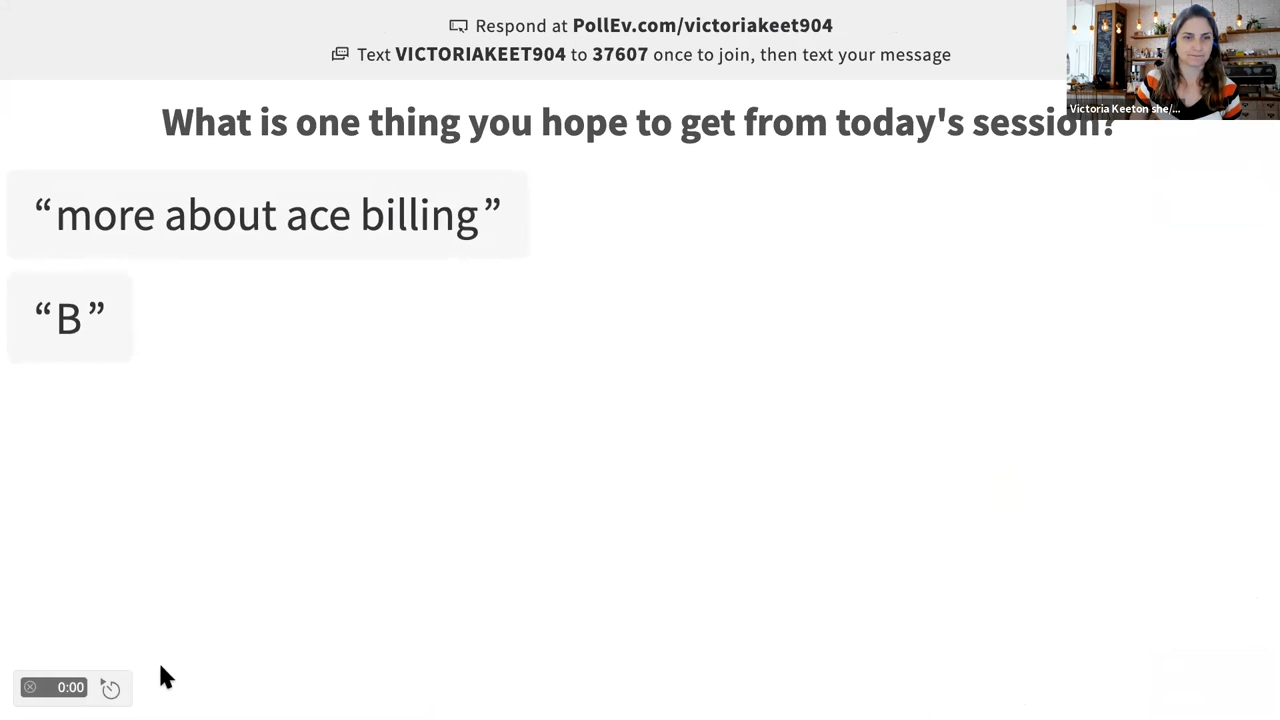 Respond at PollEv.com/victoriakeet904
Text VICTORIAKEET904 to 37607 once to join, then text your message
Victoria Keeton she/...
What is one thing you hope to get from today's session?
“more about ace billing”
“B”
0:00